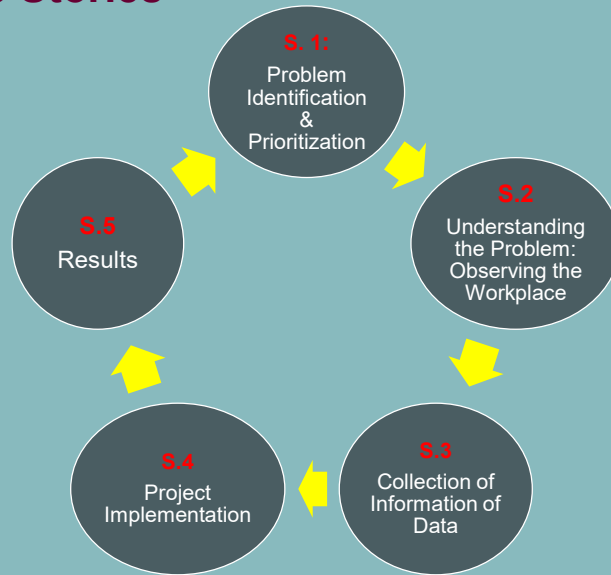 S. 1:
Problem
Identification
&
Prioritization
S.2
Understanding
the Problem:
Observing the
Workplace
S.3
Collection of
Information of
Data
S.4
Project
Implementation
S.5
Results